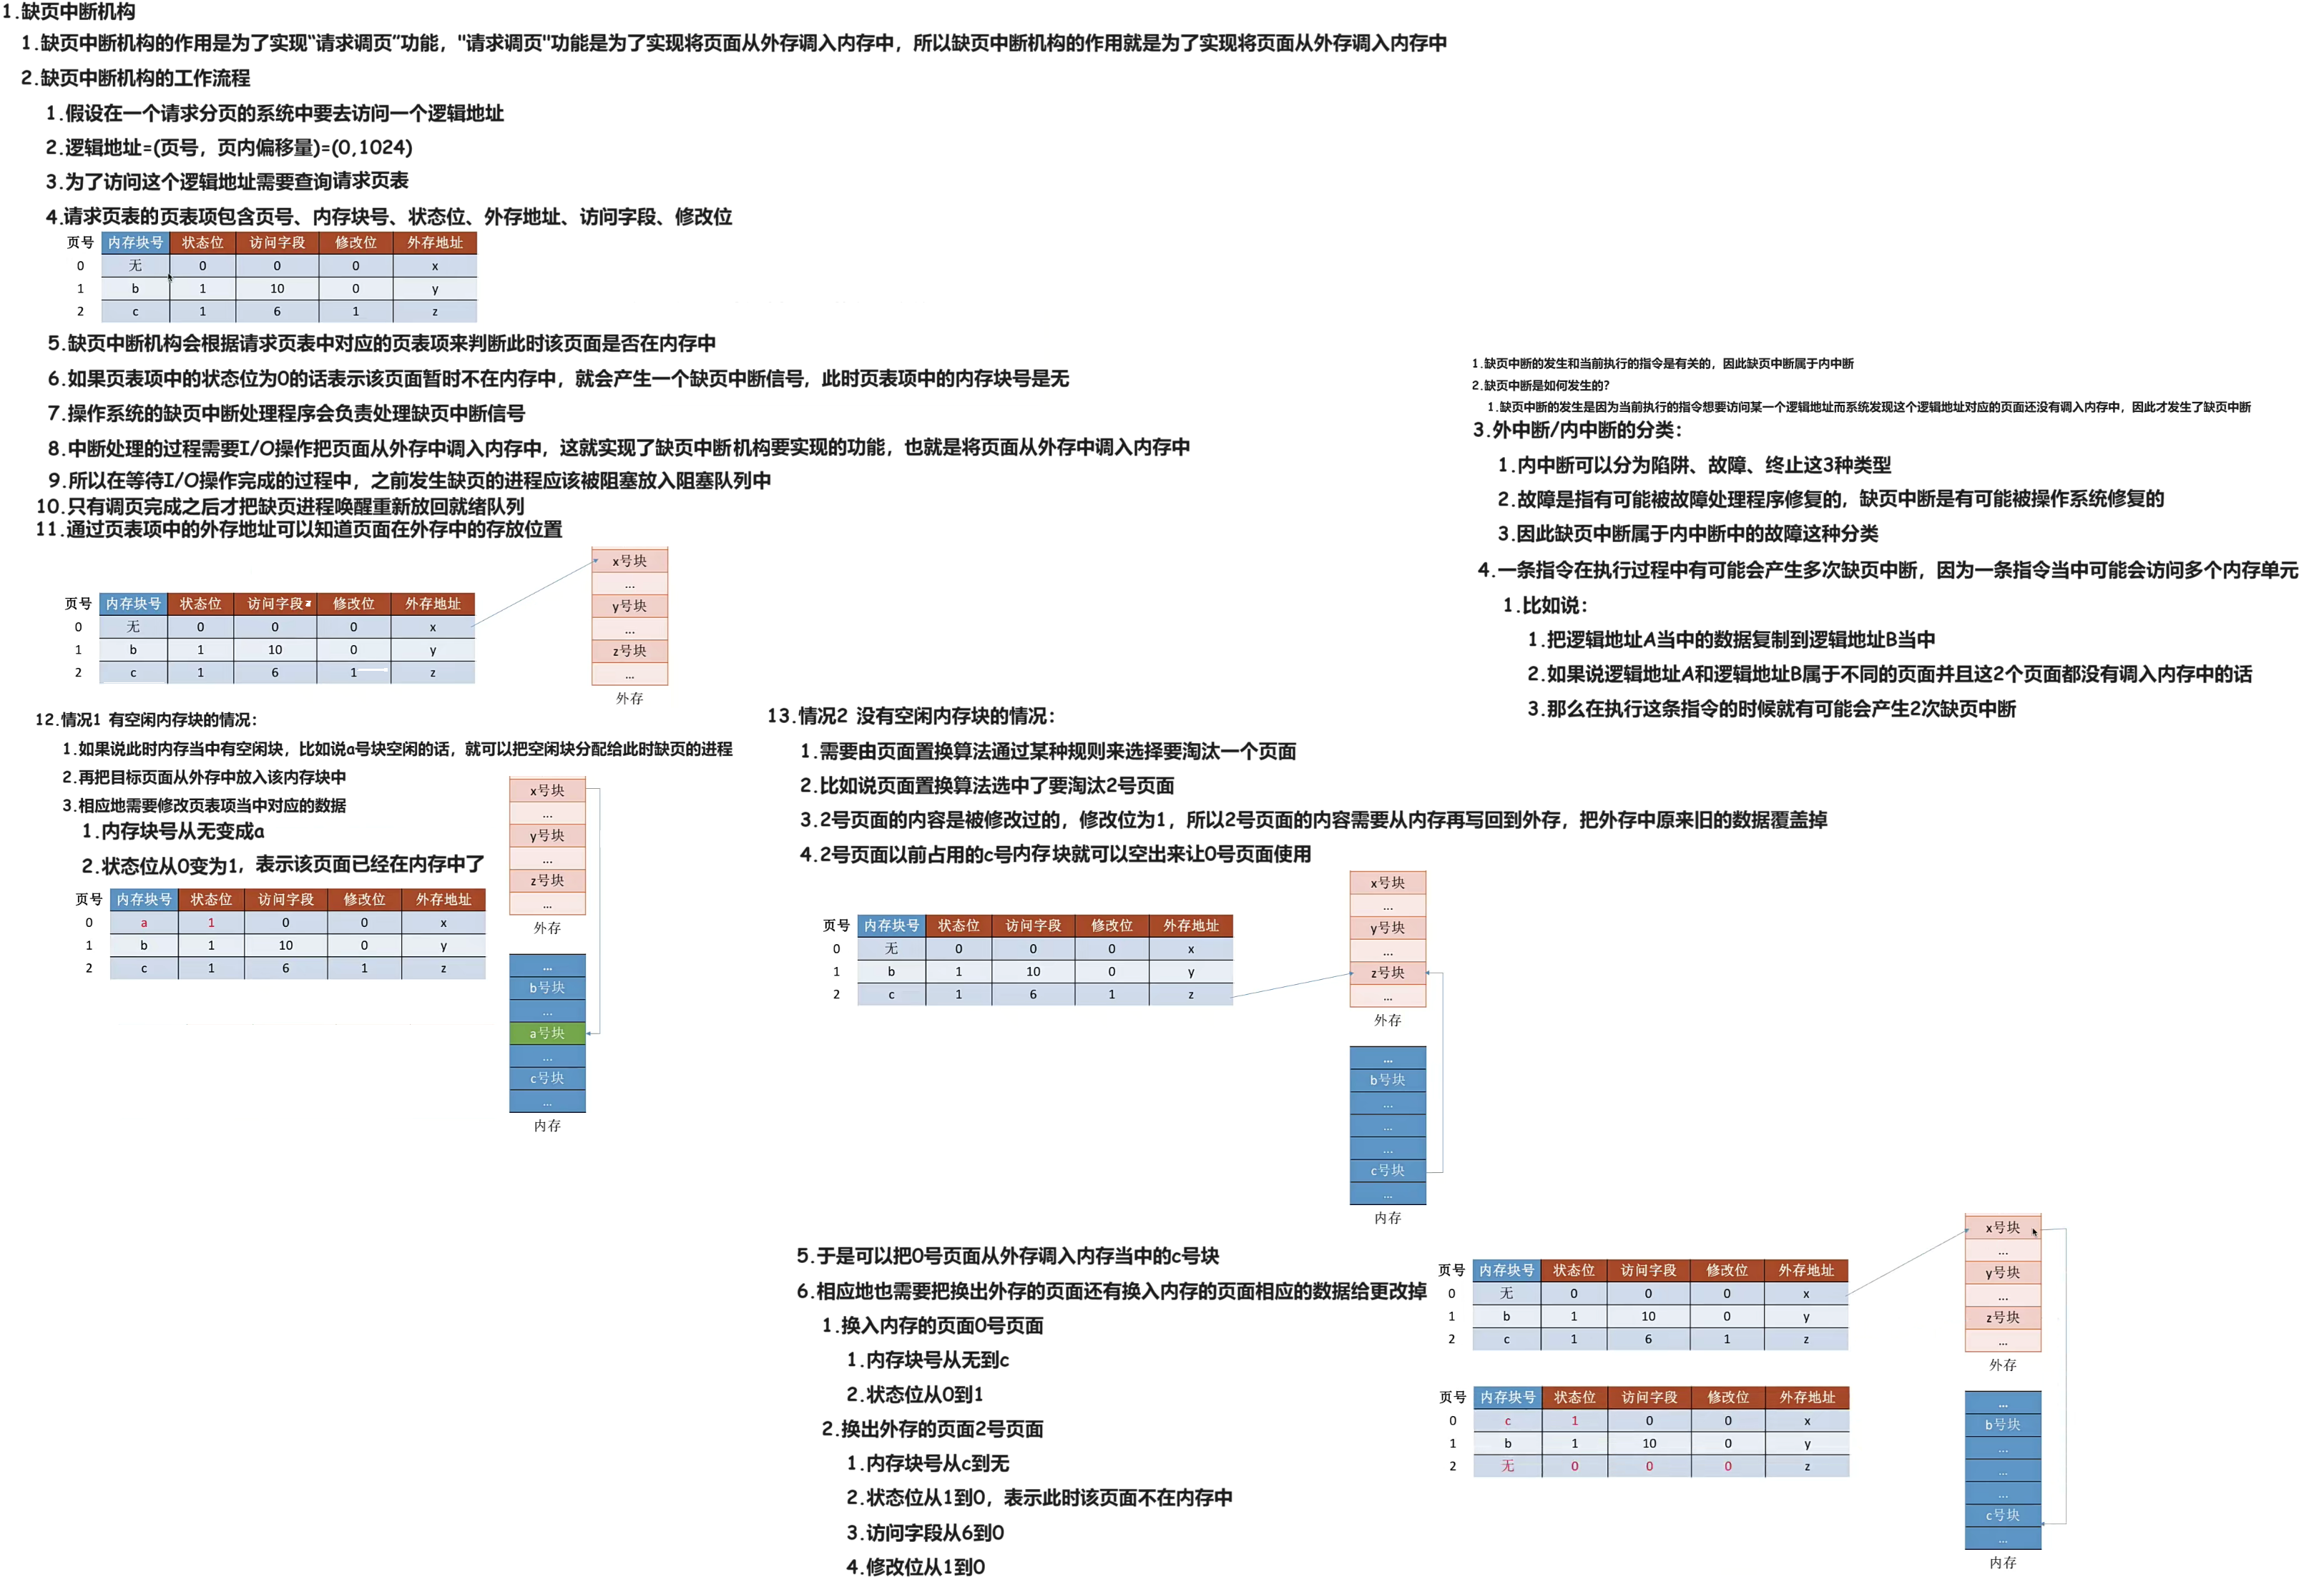 1.缺页中断机构
1.缺页中断机构的作用是为了实现“请求调页”功能，"请求调页"功能是为了实现将页面从外存调入内存中，所以缺页中断机构的作用就是为了实现将页面从外存调入内存中
2.缺页中断机构的工作流程
1.假设在一个请求分页的系统中要去访问一个逻辑地址
2.逻辑地址=(页号，页内偏移量)=(0,1024)
3.为了访问这个逻辑地址需要查询请求页表
4.请求页表的页表项包含页号、内存块号、状态位、外存地址、访问字段、修改位
页号 内存块号 状态位 访问字段 修改位 外存地址
0 无 0 0 0 x
1 b 1 10 0 y
2 c 1 6 1 z
5.缺页中断机构会根据请求页表中对应的页表项来判断此时该页面是否在内存中
6.如果页表项中的状态位为0的话表示该页面暂时不在内存中，就会产生一个缺页中断信号，此时页表项中的内存块号是无
7.操作系统的缺页中断处理程序会负责处理缺页中断信号
8.中断处理的过程需要I/O操作把页面从外存中调入内存中，这就实现了缺页中断机构要实现的功能，也就是将页面从外存中调入内存中
9.所以在等待I/O操作完成的过程中，之前发生缺页的进程应该被阻塞放入阻塞队列中
10.只有调页完成之后才把缺页进程唤醒重新放回就绪队列
11.通过页表项中的外存地址可以知道页面在外存中的存放位置
页号 内存块号 状态位 访问字段 修改位 外存地址
0 无 0 0 0 x
1 b 1 10 0 y
2 c 1 6 1 z
x号块
...
y号块
...
z号块
...
外存
12.情况1 有空闲内存块的情况：
1.如果说此时内存当中有空闲块，比如说a号块空闲的话，就可以把空闲块分配给此时缺页的进程
2.再把目标页面从外存中放入该内存块中
3.相应地需要修改页表项当中对应的数据
1.内存块号从无变成a
2.状态位从0变为1，表示该页面已经在内存中了
页号 内存块号 状态位 访问字段 修改位 外存地址
0 a 1 0 0 x
1 b 1 10 0 y
2 c 1 6 1 z
x号块
...
y号块
...
z号块
...
外存
...
b号块
...
a号块
...
c号块
...
内存
1.缺页中断的发生和当前执行的指令是有关的，因此缺页中断属于内中断
2.缺页中断是如何发生的?
1.缺页中断的发生是因为当前执行的指令想要访问某一个逻辑地址而系统发现这个逻辑地址对应的页面还没有调入内存中，因此才发生了缺页中断
3.外中断/内中断的分类：
1.内中断可以分为陷阱、故障、终止这3种类型
2.故障是指有可能被故障处理程序修复的，缺页中断是有可能被操作系统修复的
3.因此缺页中断属于内中断中的故障这种分类
4.一条指令在执行过程中有可能会产生多次缺页中断，因为一条指令当中可能会访问多个内存单元
1.比如说：
1.把逻辑地址A当中的数据复制到逻辑地址B当中
2.如果说逻辑地址A和逻辑地址B属于不同的页面并且这2个页面都没有调入内存中的话
3.那么在执行这条指令的时候就有可能会产生2次缺页中断
13.情况2 没有空闲内存块的情况：
1.需要由页面置换算法通过某种规则来选择要淘汰一个页面
2.比如说页面置换算法选中了要淘汰2号页面
3.2号页面的内容是被修改过的，修改位为1，所以2号页面的内容需要从内存再写回到外存，把外存中原来旧的数据覆盖掉
4.2号页面以前占用的c号内存块就可以空出来让0号页面使用
页号 内存块号 状态位 访问字段 修改位 外存地址
0 无 0 0 0 x
1 b 1 10 0 y
2 c 1 6 1 z
x号块
...
y号块
...
z号块
...
外存
...
b号块
...
...
...
c号块
...
内存
5.于是可以把0号页面从外存调入内存当中的c号块
6.相应地也需要把换出外存的页面还有换入内存的页面相应的数据给更改掉
1.换入内存的页面0号页面
1.内存块号从无到c
2.状态位从0到1
2.换出外存的页面2号页面
1.内存块号从c到无
2.状态位从1到0，表示此时该页面不在内存中
3.访问字段从6到0
4.修改位从1到0
页号 内存块号 状态位 访问字段 修改位 外存地址
0 无 0 0 0 x
1 b 1 10 0 y
2 c 1 6 1 z
页号 内存块号 状态位 访问字段 修改位 外存地址
0 c 1 0 0 x
1 b 1 10 0 y
2 无 0 0 0 z
x号块
...
y号块
...
z号块
...
外存
...
b号块
...
...
...
c号块
...
内存